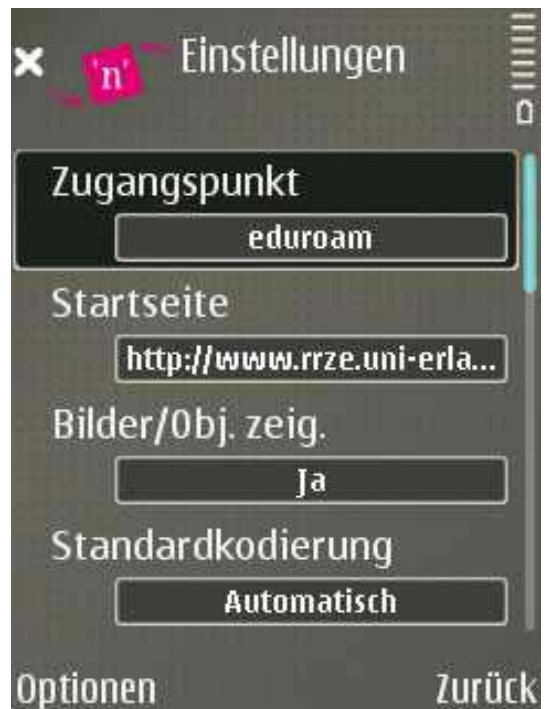 'n'
Einstellungen
Zugangspunkt
eduroam
Startseite
http://www.rrze.uni-erla...
Bilder/Obj. zeig.
Ja
Standardkodierung
Automatisch
Optionen
Zurück